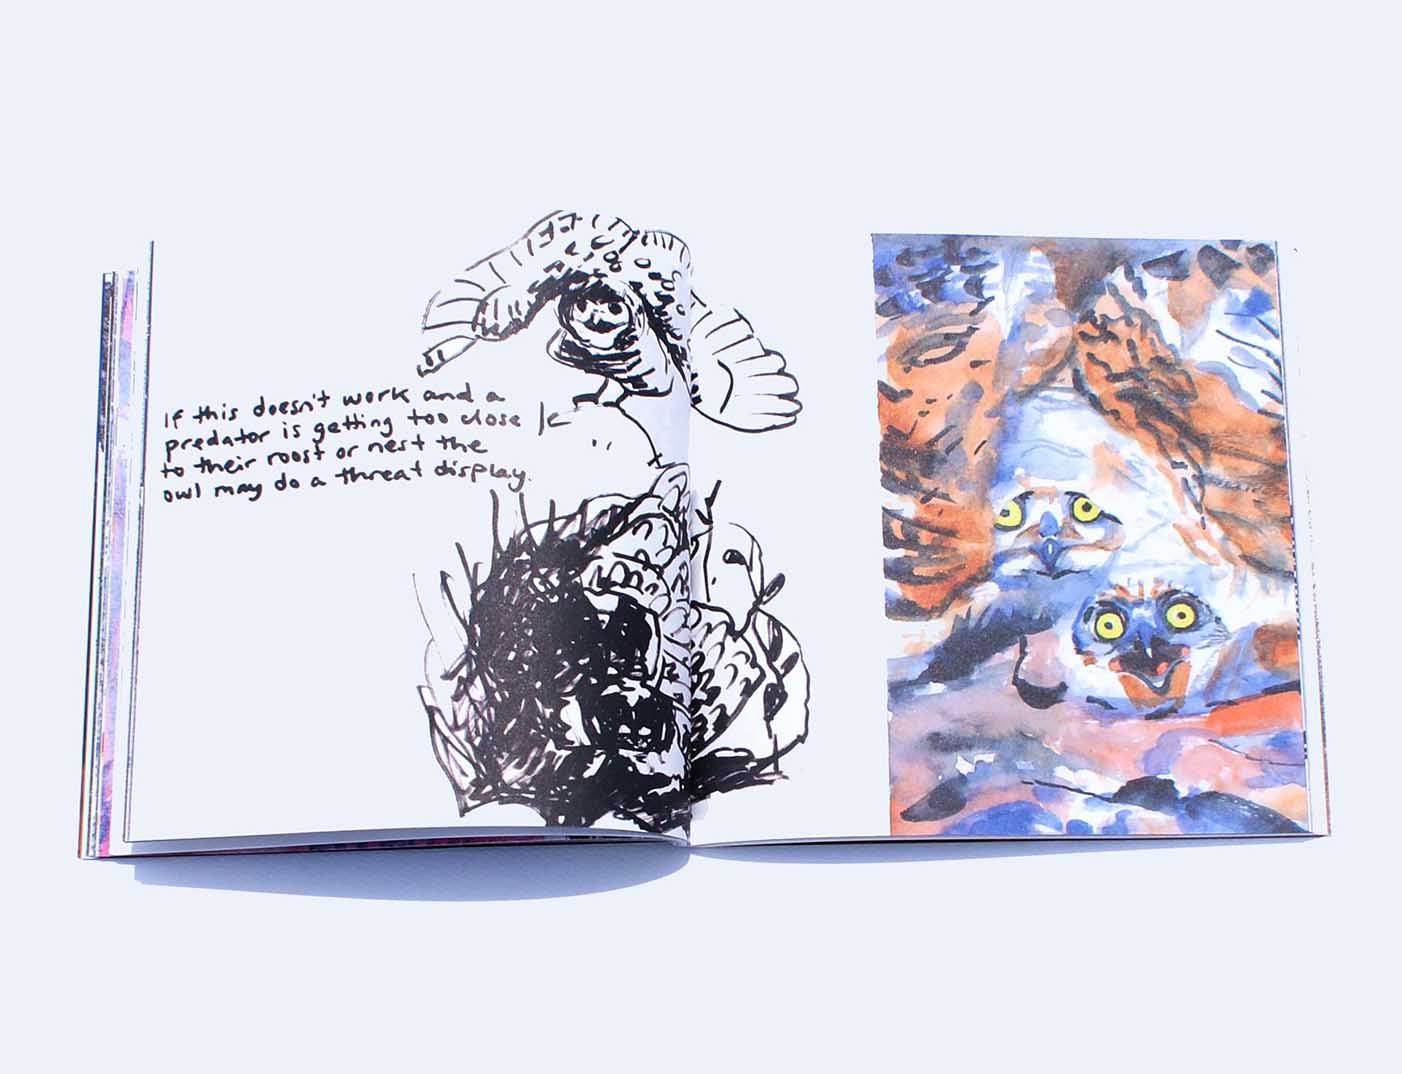 If this doesn't work and a
predator is getting too close
to their roost or nest the
owl may do a threat display.